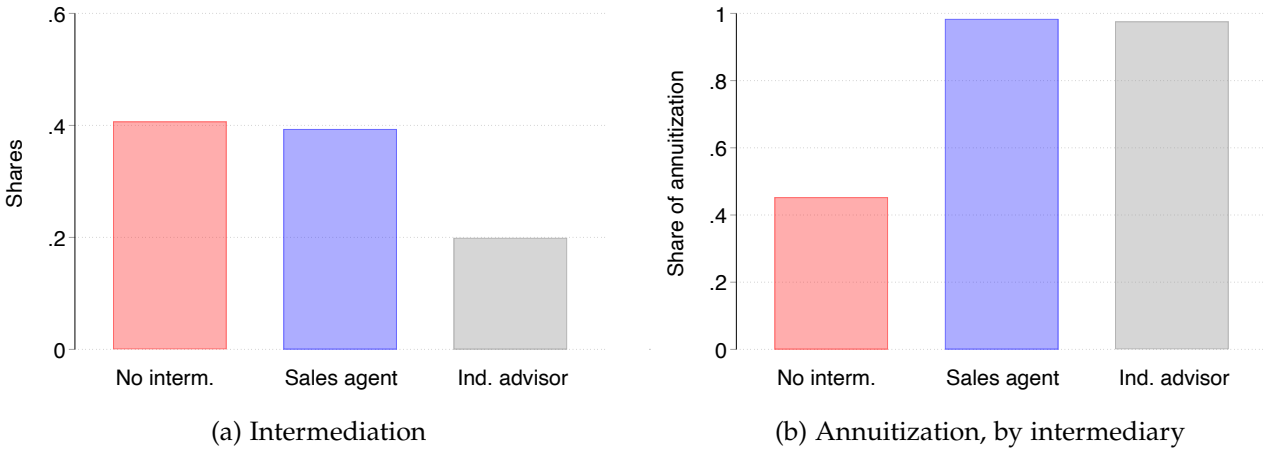 Shares
.6
.4
.2
0
No interm.
Sales agent
Ind. advisor
(a) Intermediation
Share of annuitization
1
.8
.6
.4
.2
0
No interm.
Sales agent
Ind. advisor
(b) Annuitization, by intermediary